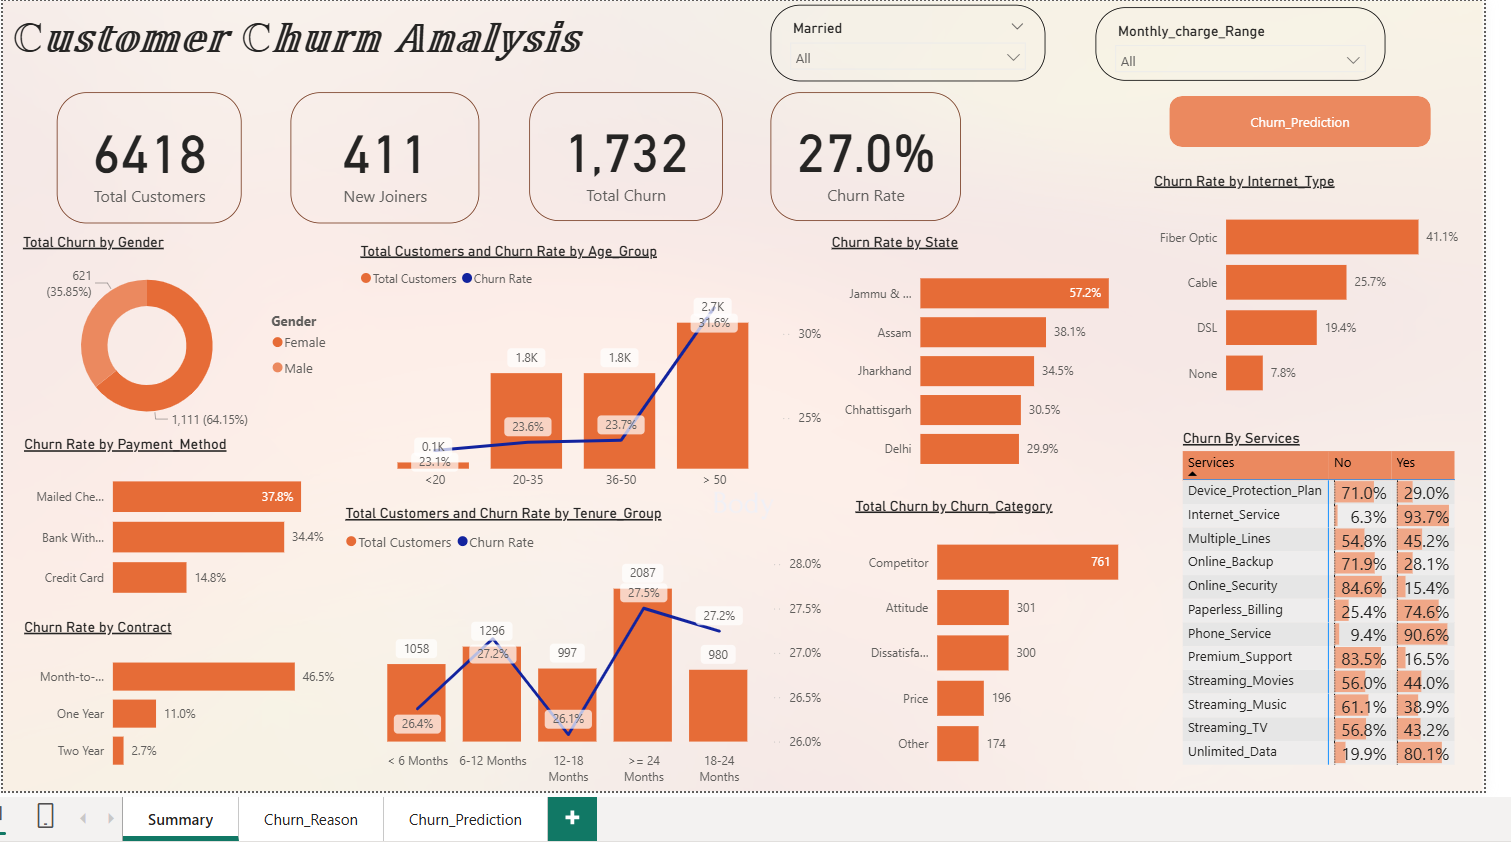 Customer Churn Analysis
Married
All
Monthly_charge_Range
All
6418
Total Customers
411
New Joiners
1,732
Total Churn
27.0%
Churn Rate
Churn_Prediction
Total Churn by Gender
621
(35.85%)
1,111 (64.15%)
Gender
Female
Male
Churn Rate by Payment_Method
Mailed Che... 37.8%
Bank With... 34.4%
Credit Card 14.8%
Churn Rate by Contract
Month-to-... 46.5%
One Year 11.0%
Two Year 2.7%
Total Customers and Churn Rate by Age_Group
Total Customers Churn Rate
2.7K
31.6%
30%
1.8K 1.8K
25%
23.6% 23.7%
0.1K
23.1%
<20 20-35 36-50 > 50
Total Customers and Churn Rate by Tenure_Group
Total Customers Churn Rate
28.0%
2087
27.5%
27.5%
27.2%
1296
27.2%
1058 997 980
27.0%
26.5%
26.4% 26.1%
26.0%
< 6 Months 6-12 Months 12-18 Months >= 24 Months 18-24 Months
Churn Rate by State
Jammu & ... 57.2%
Assam 38.1%
Jharkhand 34.5%
Chhattisgarh 30.5%
Delhi 29.9%
Total Churn by Churn_Category
Competitor 761
Attitude 301
Dissatisfa... 300
Price 196
Other 174
Churn Rate by Internet_Type
Fiber Optic 41.1%
Cable 25.7%
DSL 19.4%
None 7.8%
Churn By Services
Services No Yes
Device_Protection_Plan 71.0% 29.0%
Internet_Service 6.3% 93.7%
Multiple_Lines 54.8% 45.2%
Online_Backup 71.9% 28.1%
Online_Security 84.6% 15.4%
Paperless_Billing 25.4% 74.6%
Phone_Service 9.4% 90.6%
Premium_Support 83.5% 16.5%
Streaming_Movies 56.0% 44.0%
Streaming_Music 61.1% 38.9%
Streaming_TV 56.8% 43.2%
Unlimited_Data 19.9% 80.1%
Summary Churn_Reason Churn_Prediction +